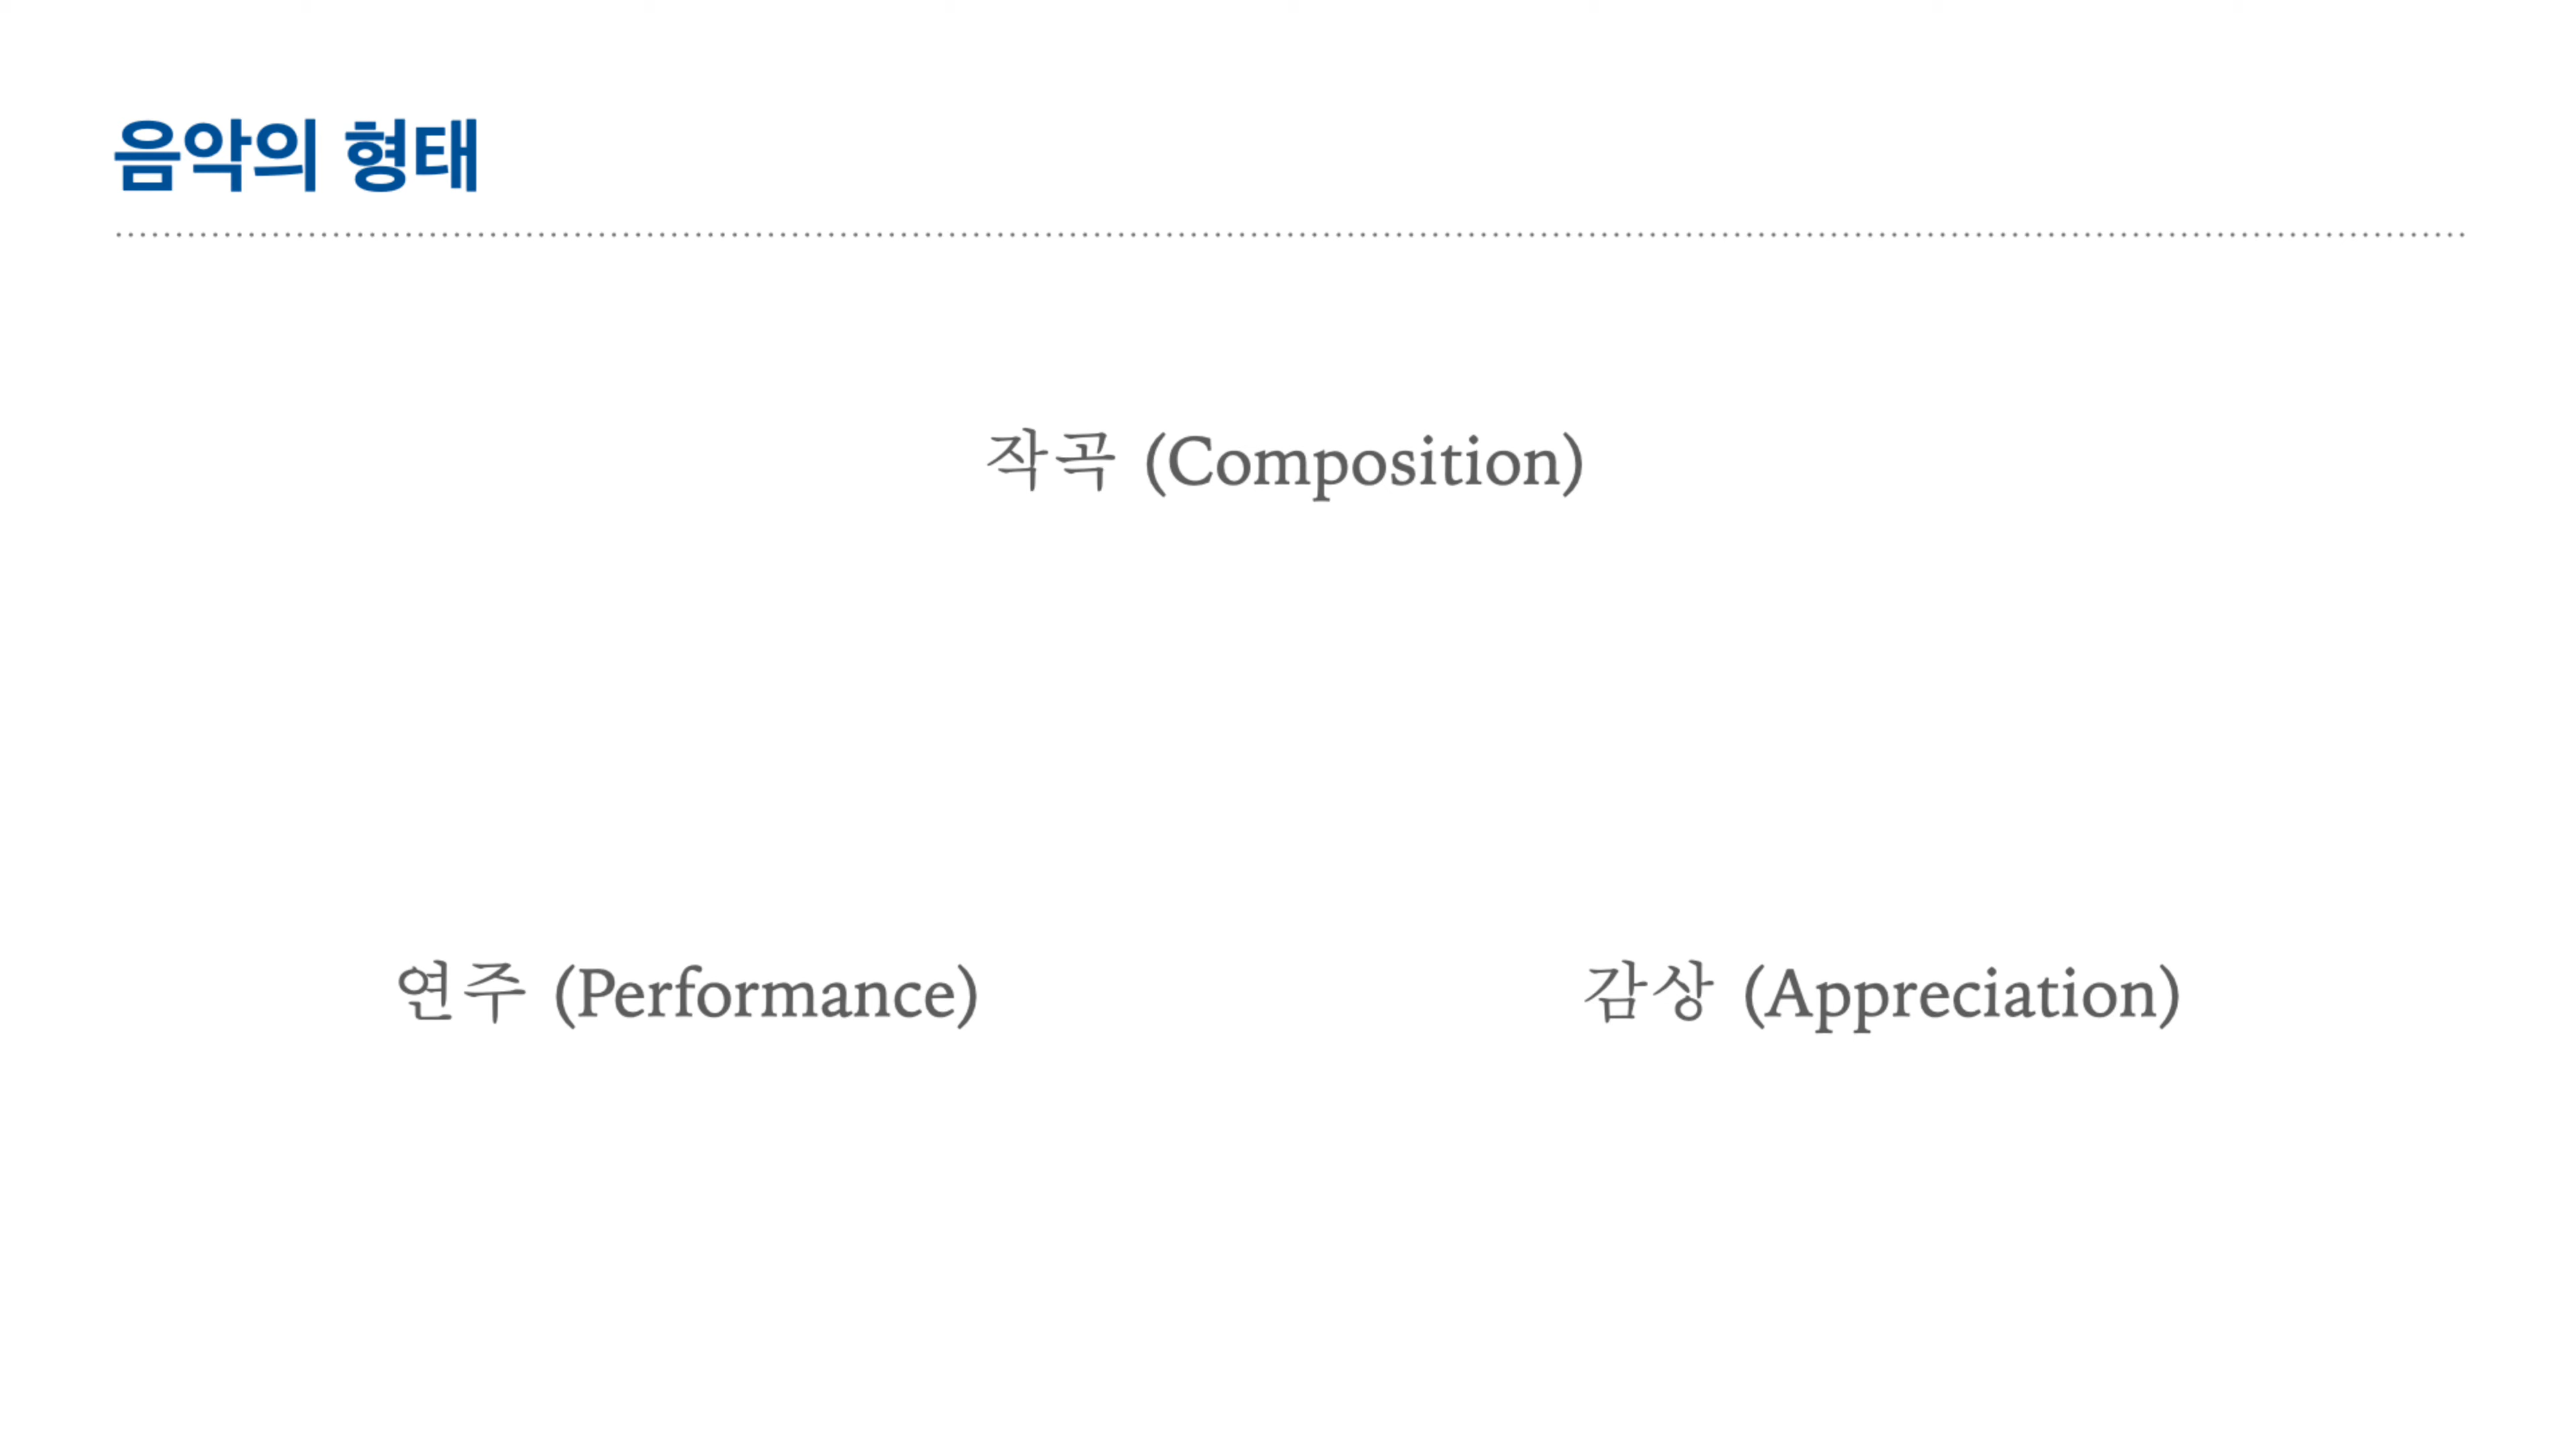 음악의 형태
작곡 (Composition)
연주 (Performance)
감상 (Appreciation)